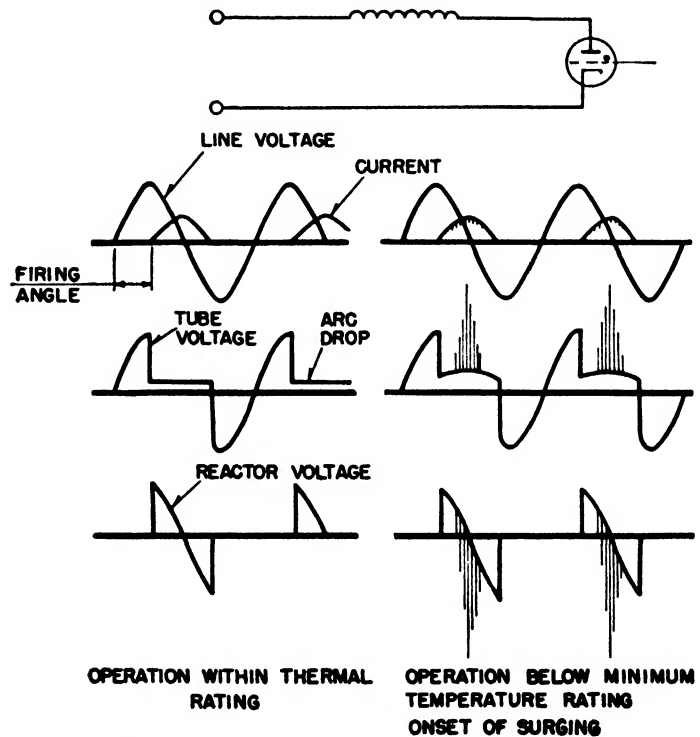 LINE VOLTAGE
CURRENT
FIRING
ANGLE
TUBE
VOLTAGE
ARC
DROP
REACTOR VOLTAGE
OPERATION WITHIN THERMAL
RATING
OPERATION BELOW MINIMUM
TEMPERATURE RATING
ONSET OF SURGING